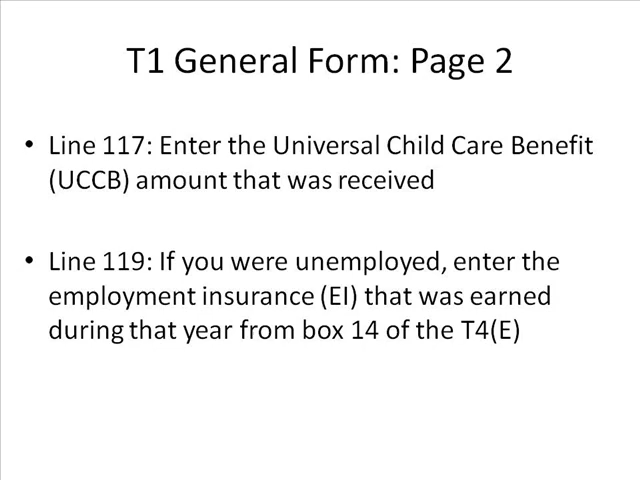 T1 General Form: Page 2
• Line 117: Enter the Universal Child Care Benefit
(UCCB) amount that was received
• Line 119: If you were unemployed, enter the
employment insurance (EI) that was earned
during that year from box 14 of the T4(E)